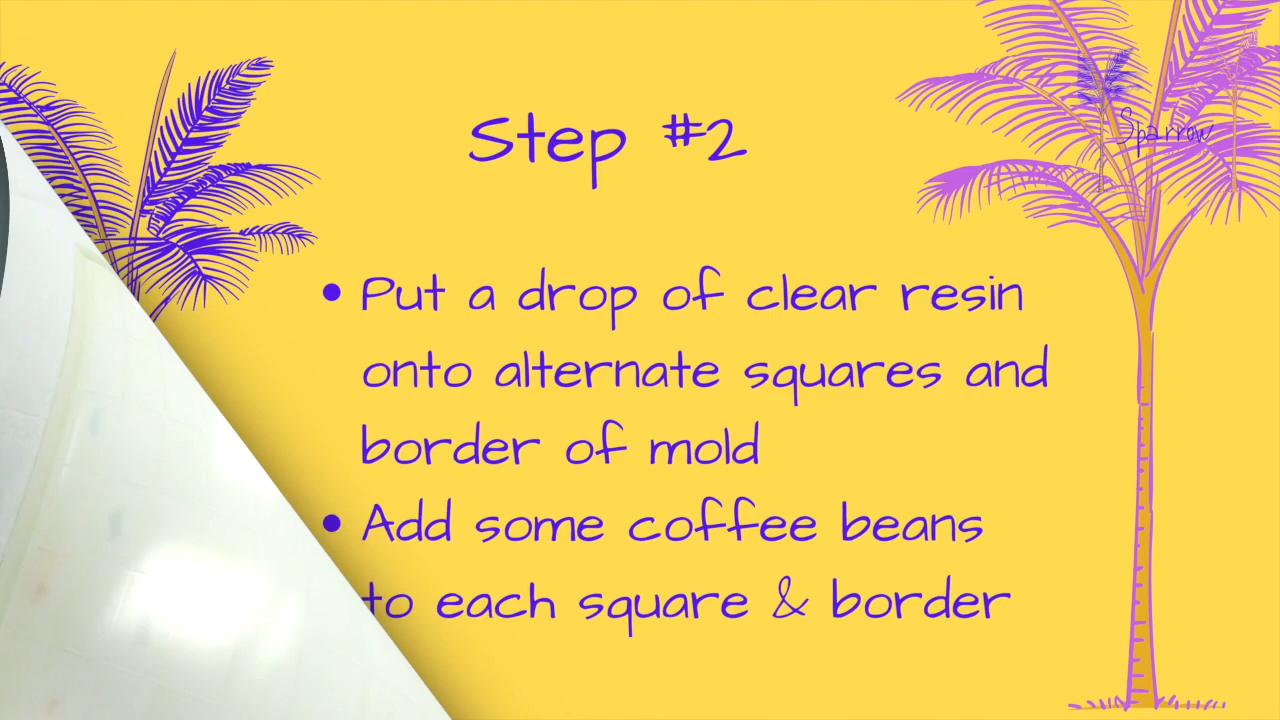 Step #2
Sparrow
• Put a drop of clear resin
onto alternate squares and
border of mold
• Add some coffee beans
to each square & border